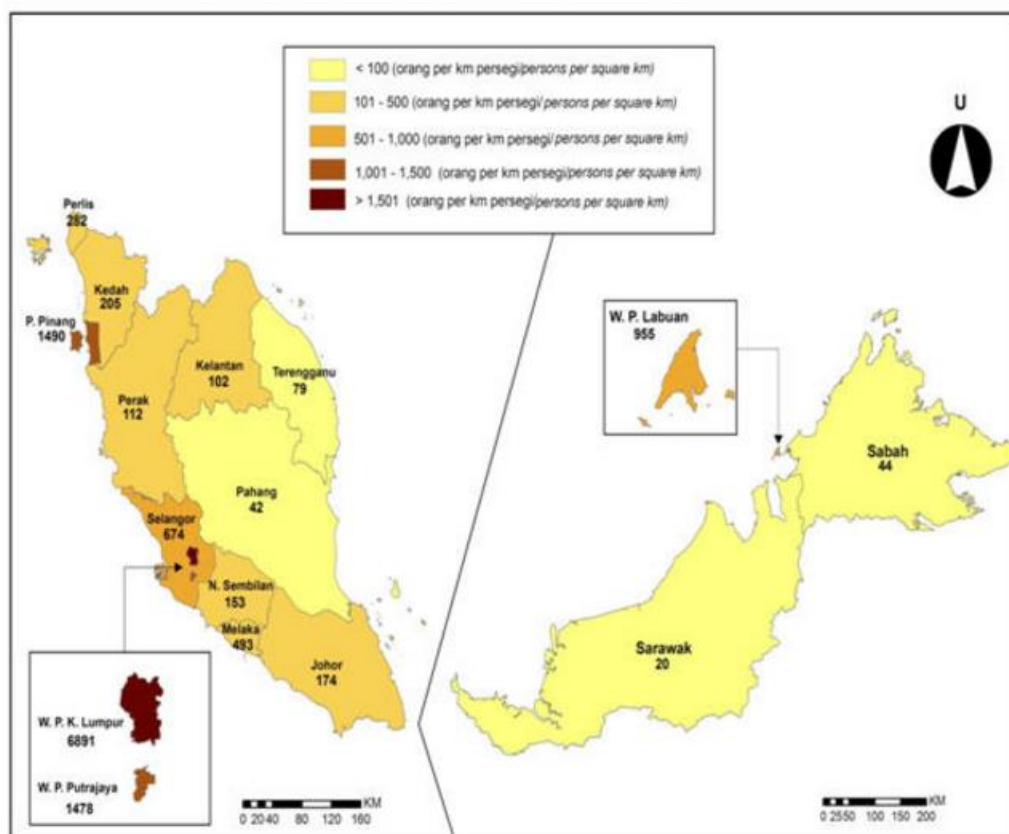 < 100 (orang per km persegi/persons per square km)
101 - 500 (orang per km persegi/persons per square km)
501 - 1,000 (orang per km persegi/persons per square km)
1,001 - 1,500 (orang per km persegi/persons per square km)
> 1,501 (orang per km persegi/persons per square km)
U
Perlis
282
Kedah
205
P. Pinang
1490
Kelantan
102
Terengganu
79
Perak
112
Pahang
42
Selangor
674
N. Sembilan
153
Melaka
493
Johor
174
W. P. K. Lumpur
6891
W. P. Putrajaya
1478
KM
0 20 40 80 120 160
W. P. Labuan
955
Sabah
44
Sarawak
20
KM
0 25 50 100 150 200